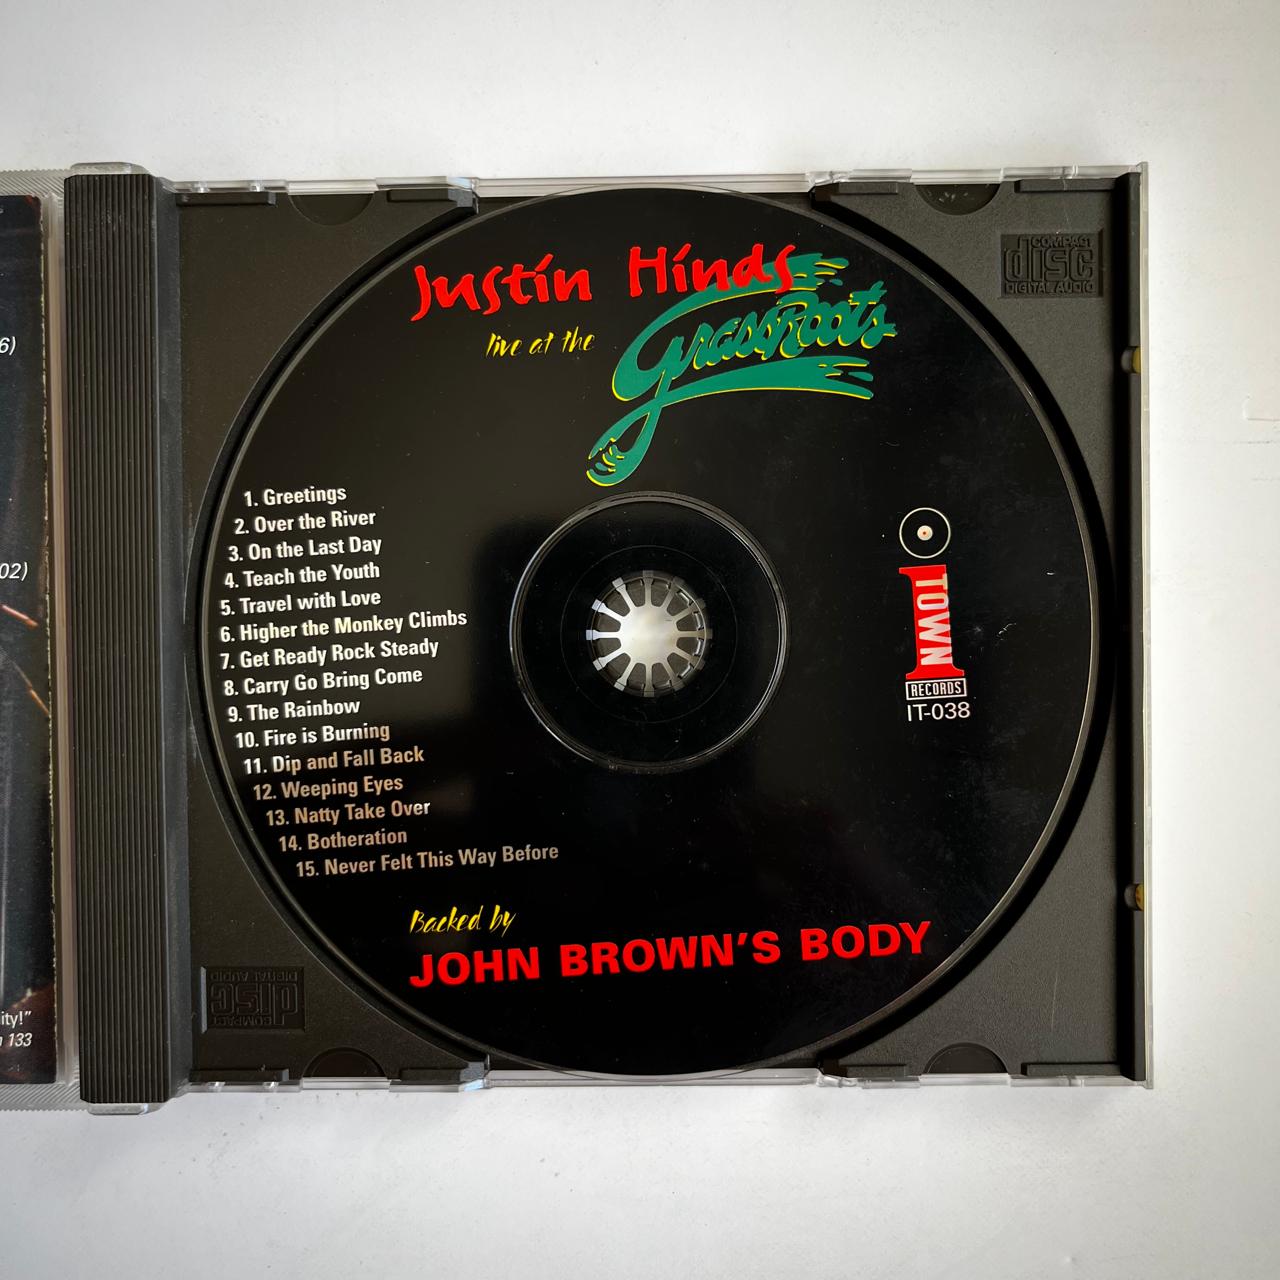 Justin Hinds
live at the
GrassRoots
COMPACT
disc
DIGITAL AUDIO
1. Greetings
2. Over the River
3. On the Last Day
4. Teach the Youth
5. Travel with Love
6. Higher the Monkey Climbs
7. Get Ready Rock Steady
8. Carry Go Bring Come
9. The Rainbow
10. Fire is Burning
11. Dip and Fall Back
12. Weeping Eyes
13. Natty Take Over
14. Botheration
15. Never Felt This Way Before
I TOWN
RECORDS
IT-038
Backed by
JOHN BROWN'S BODY
COMPACT
disc
DIGITAL AUDIO
6)
02)
ity!"
133